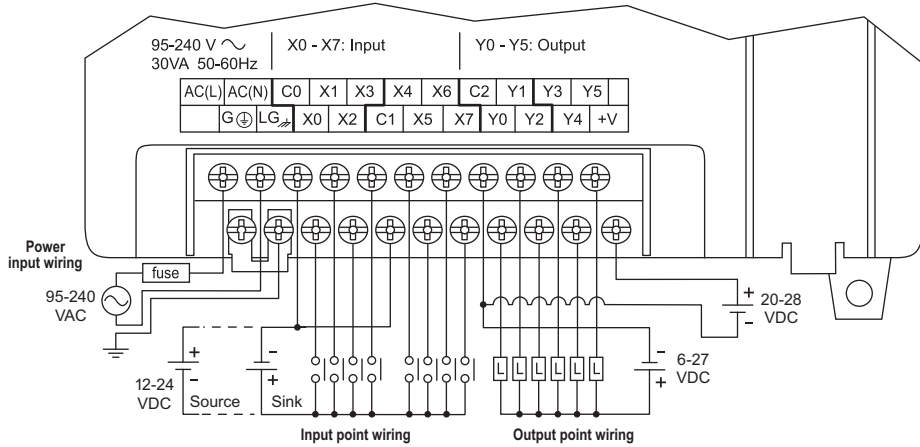 95-240 V ～ X0 - X7: Input Y0 - Y5: Output
30VA 50-60Hz
AC(L) AC(N) C0 X1 X3 X4 X6 C2 Y1 Y3 Y5
G LG X0 X2 C1 X5 X7 Y0 Y2 Y4 +V
Power
input wiring
fuse
95-240
VAC
+
20-28
VDC
-
+
-
12-24
VDC
Source
-
+
Sink
L L L L L L
-
6-27
VDC
+
Input point wiring
Output point wiring